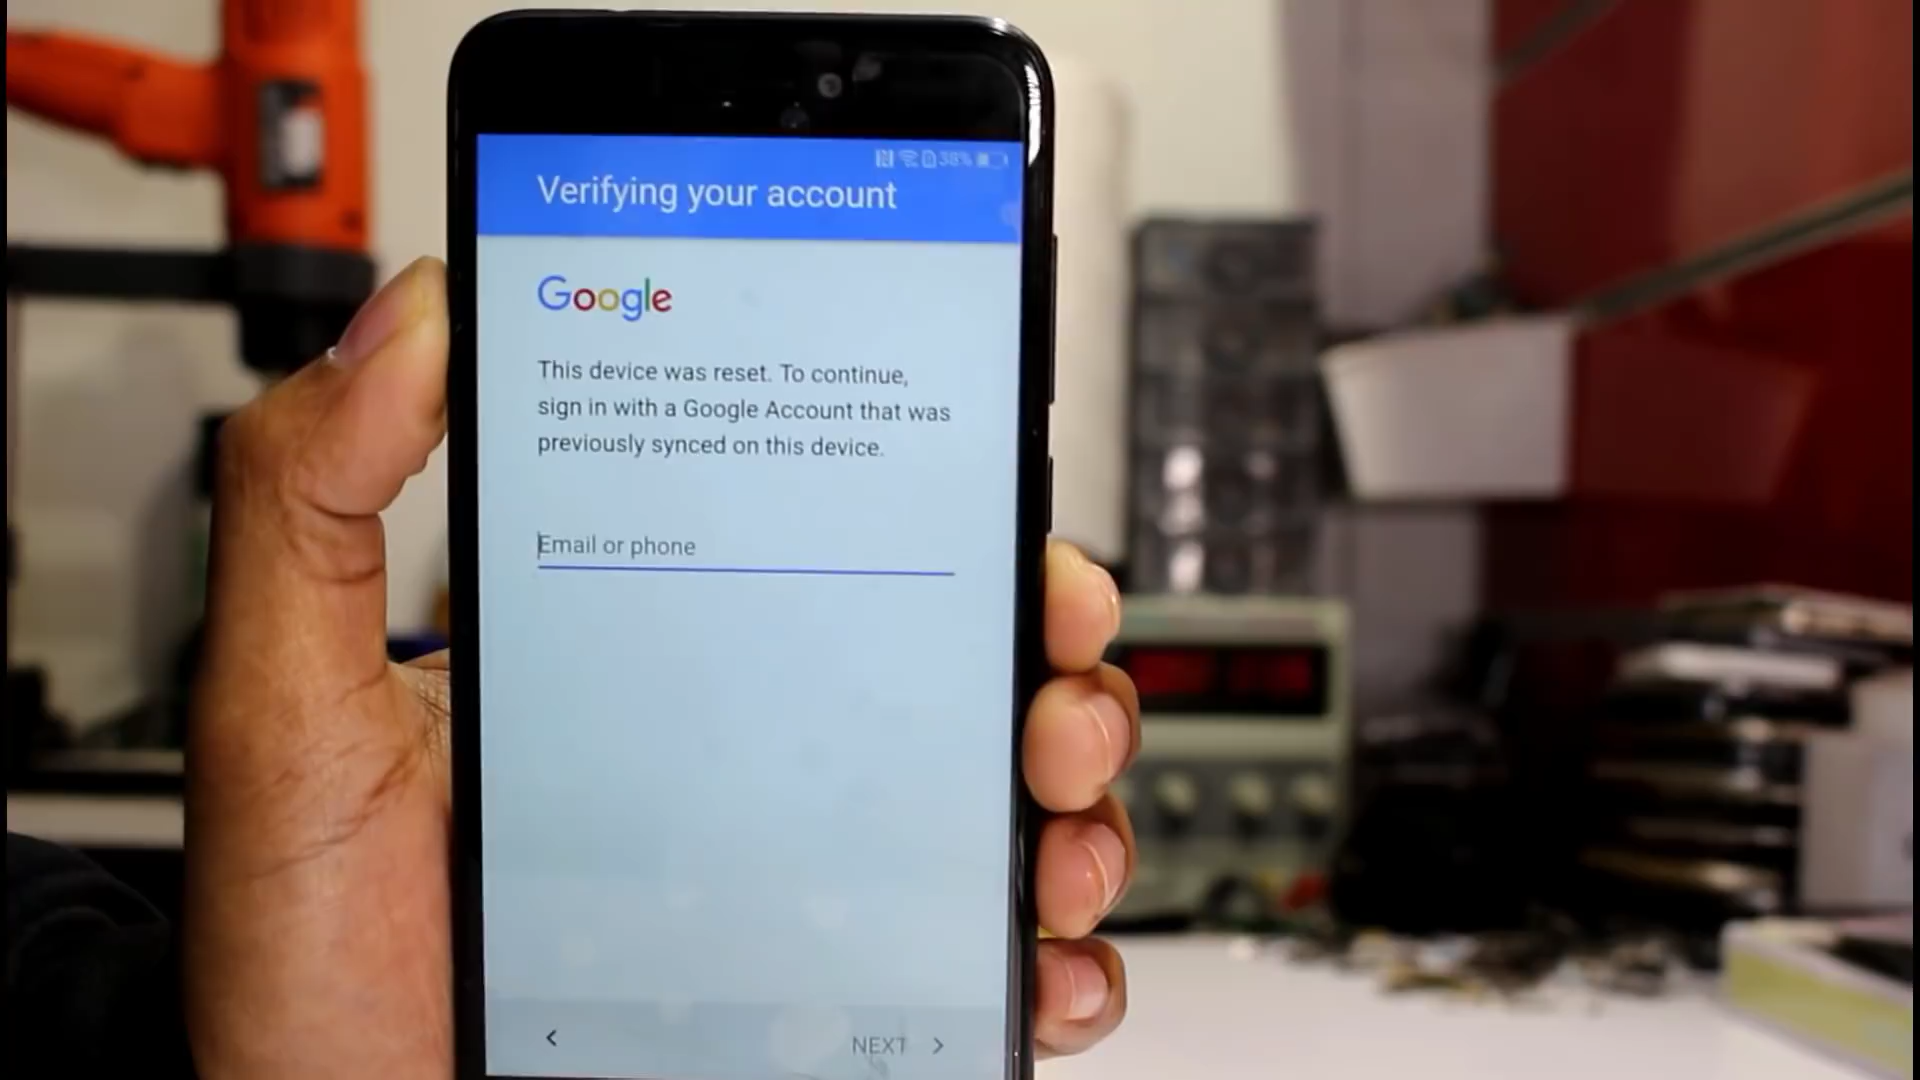 38%
Verifying your account
Google
This device was reset. To continue,
sign in with a Google Account that was
previously synced on this device.
Email or phone
NEXT